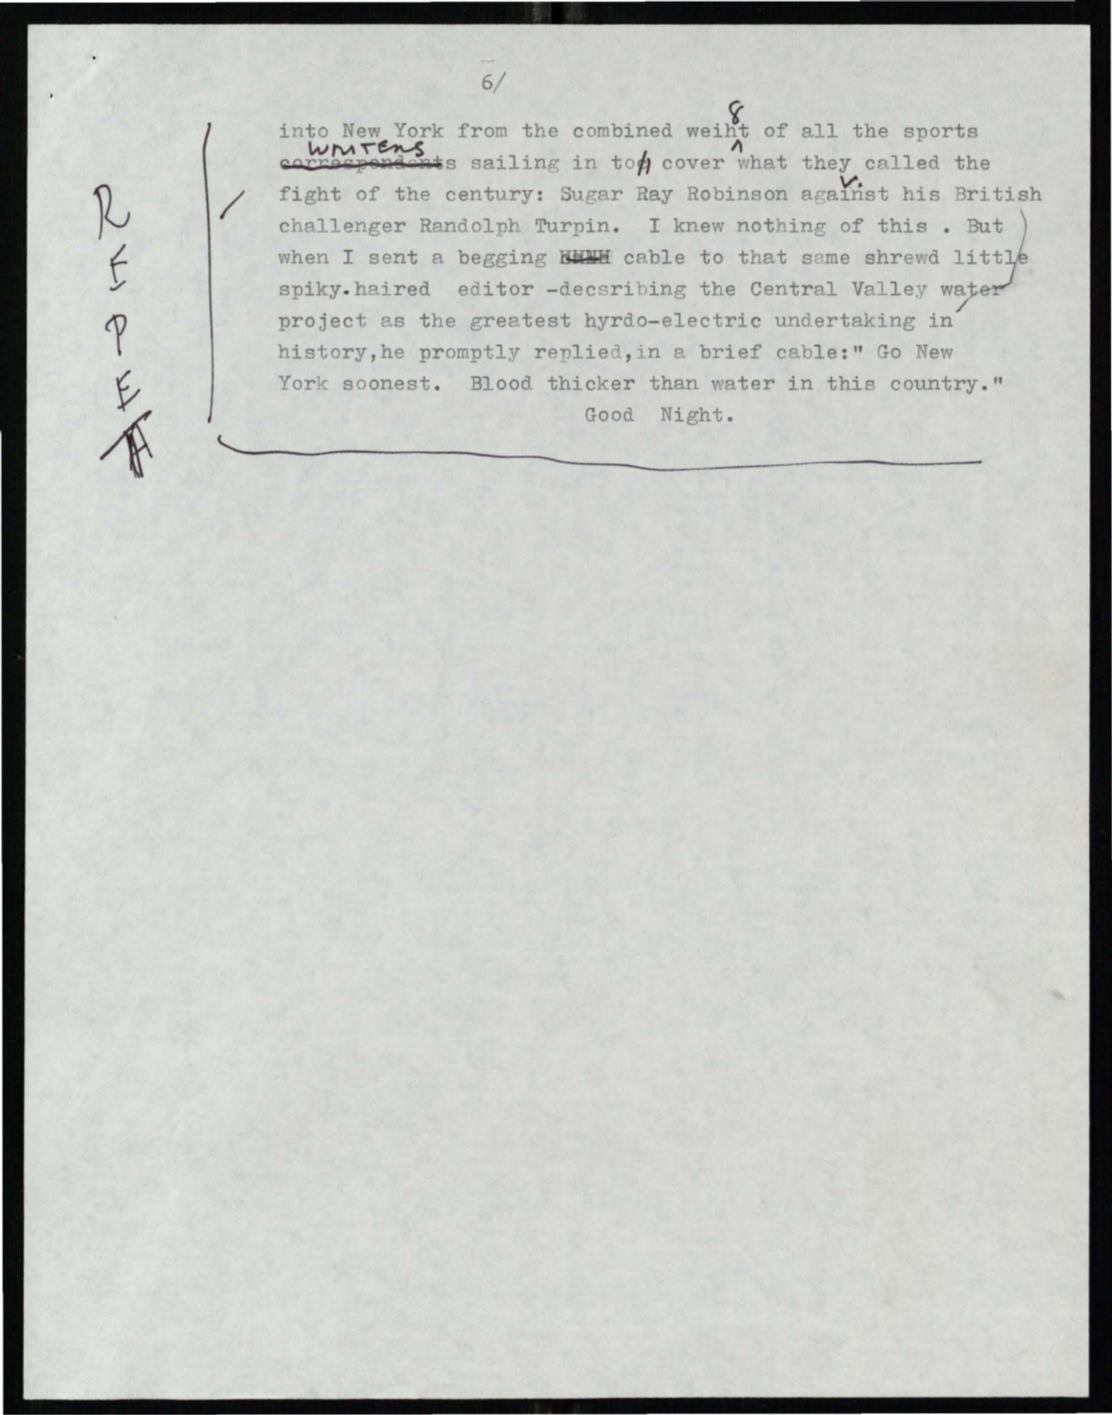 6/
into New York from the combined weight of all the sports
writers
correspondents sailing in to cover what they called the
fight of the century: Sugar Ray Robinson against his British
challenger Randolph Turpin. I knew nothing of this . But
when I sent a begging cable to that same shrewd little
spiky.haired editor -decsribing the Central Valley water
project as the greatest hyrdo-electric undertaking in
history,he promptly replied,in a brief cable:" Go New
York soonest. Blood thicker than water in this country."
Good Night.
R
E
P
E
A
T